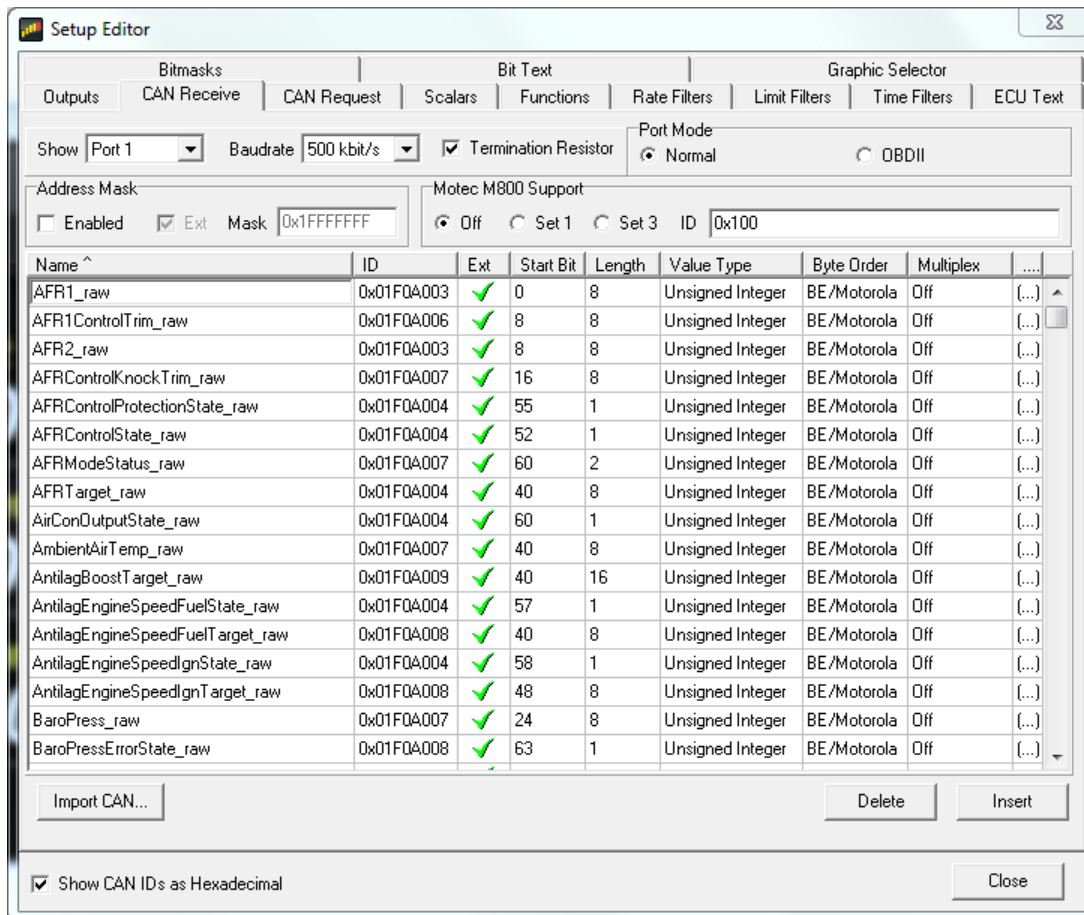 Setup Editor
Bitmasks Bit Text Graphic Selector
Outputs CAN Receive CAN Request Scalars Functions Rate Filters Limit Filters Time Filters ECU Text
Show Port 1 Baudrate 500 kbit/s Termination Resistor
Port Mode
Normal OBDII
Address Mask
Enabled Ext Mask 0x1FFFFFFF
Motec M800 Support
Off Set 1 Set 3 ID 0x100
Name ^ ID Ext Start Bit Length Value Type Byte Order Multiplex ....
AFR1_raw 0x01F0A003 0 8 Unsigned Integer BE/Motorola Off (...)
AFR1ControlTrim_raw 0x01F0A006 8 8 Unsigned Integer BE/Motorola Off (...)
AFR2_raw 0x01F0A003 8 8 Unsigned Integer BE/Motorola Off (...)
AFRControlKnockTrim_raw 0x01F0A007 16 8 Unsigned Integer BE/Motorola Off (...)
AFRControlProtectionState_raw 0x01F0A004 55 1 Unsigned Integer BE/Motorola Off (...)
AFRControlState_raw 0x01F0A004 52 1 Unsigned Integer BE/Motorola Off (...)
AFRModeStatus_raw 0x01F0A007 60 2 Unsigned Integer BE/Motorola Off (...)
AFRTarget_raw 0x01F0A004 40 8 Unsigned Integer BE/Motorola Off (...)
AirConOutputState_raw 0x01F0A004 60 1 Unsigned Integer BE/Motorola Off (...)
AmbientAirTemp_raw 0x01F0A007 40 8 Unsigned Integer BE/Motorola Off (...)
AntilagBoostTarget_raw 0x01F0A009 40 16 Unsigned Integer BE/Motorola Off (...)
AntilagEngineSpeedFuelState_raw 0x01F0A004 57 1 Unsigned Integer BE/Motorola Off (...)
AntilagEngineSpeedFuelTarget_raw 0x01F0A008 40 8 Unsigned Integer BE/Motorola Off (...)
AntilagEngineSpeedIgnState_raw 0x01F0A004 58 1 Unsigned Integer BE/Motorola Off (...)
AntilagEngineSpeedIgnTarget_raw 0x01F0A008 48 8 Unsigned Integer BE/Motorola Off (...)
BaroPress_raw 0x01F0A007 24 8 Unsigned Integer BE/Motorola Off (...)
BaroPressErrorState_raw 0x01F0A008 63 1 Unsigned Integer BE/Motorola Off (...)
Import CAN... Delete Insert
Show CAN IDs as Hexadecimal Close